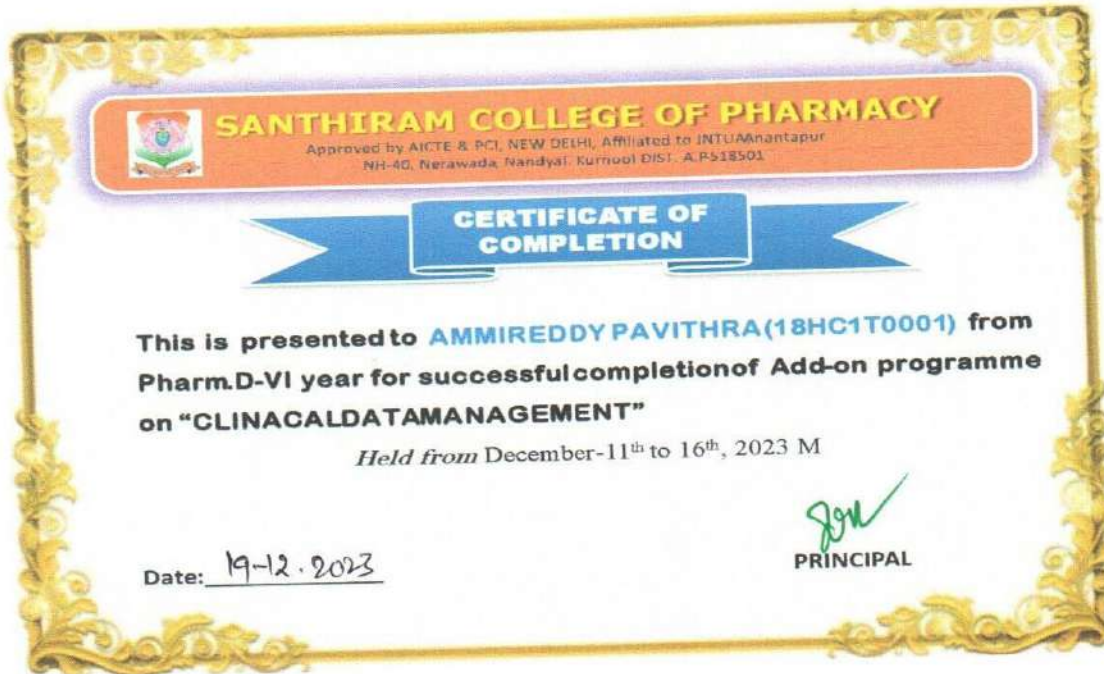 SANTHIRAM COLLEGE OF PHARMACY
Approved by AICTE & PCI, NEW DELHI, Affiliated to JNTUAAnantapur
NH-40, Nerawada, Nandyal. Kurnool DIST. A.P518501
CERTIFICATE OF
COMPLETION
This is presented to AMMIREDDY PAVITHRA(18HC1T0001) from
Pharm.D-VI year for successful completionof Add-on programme
on “CLINACALDATAMANAGEMENT”
Held from December-11th to 16th, 2023 M
Date: 19-12.2023
PRINCIPAL